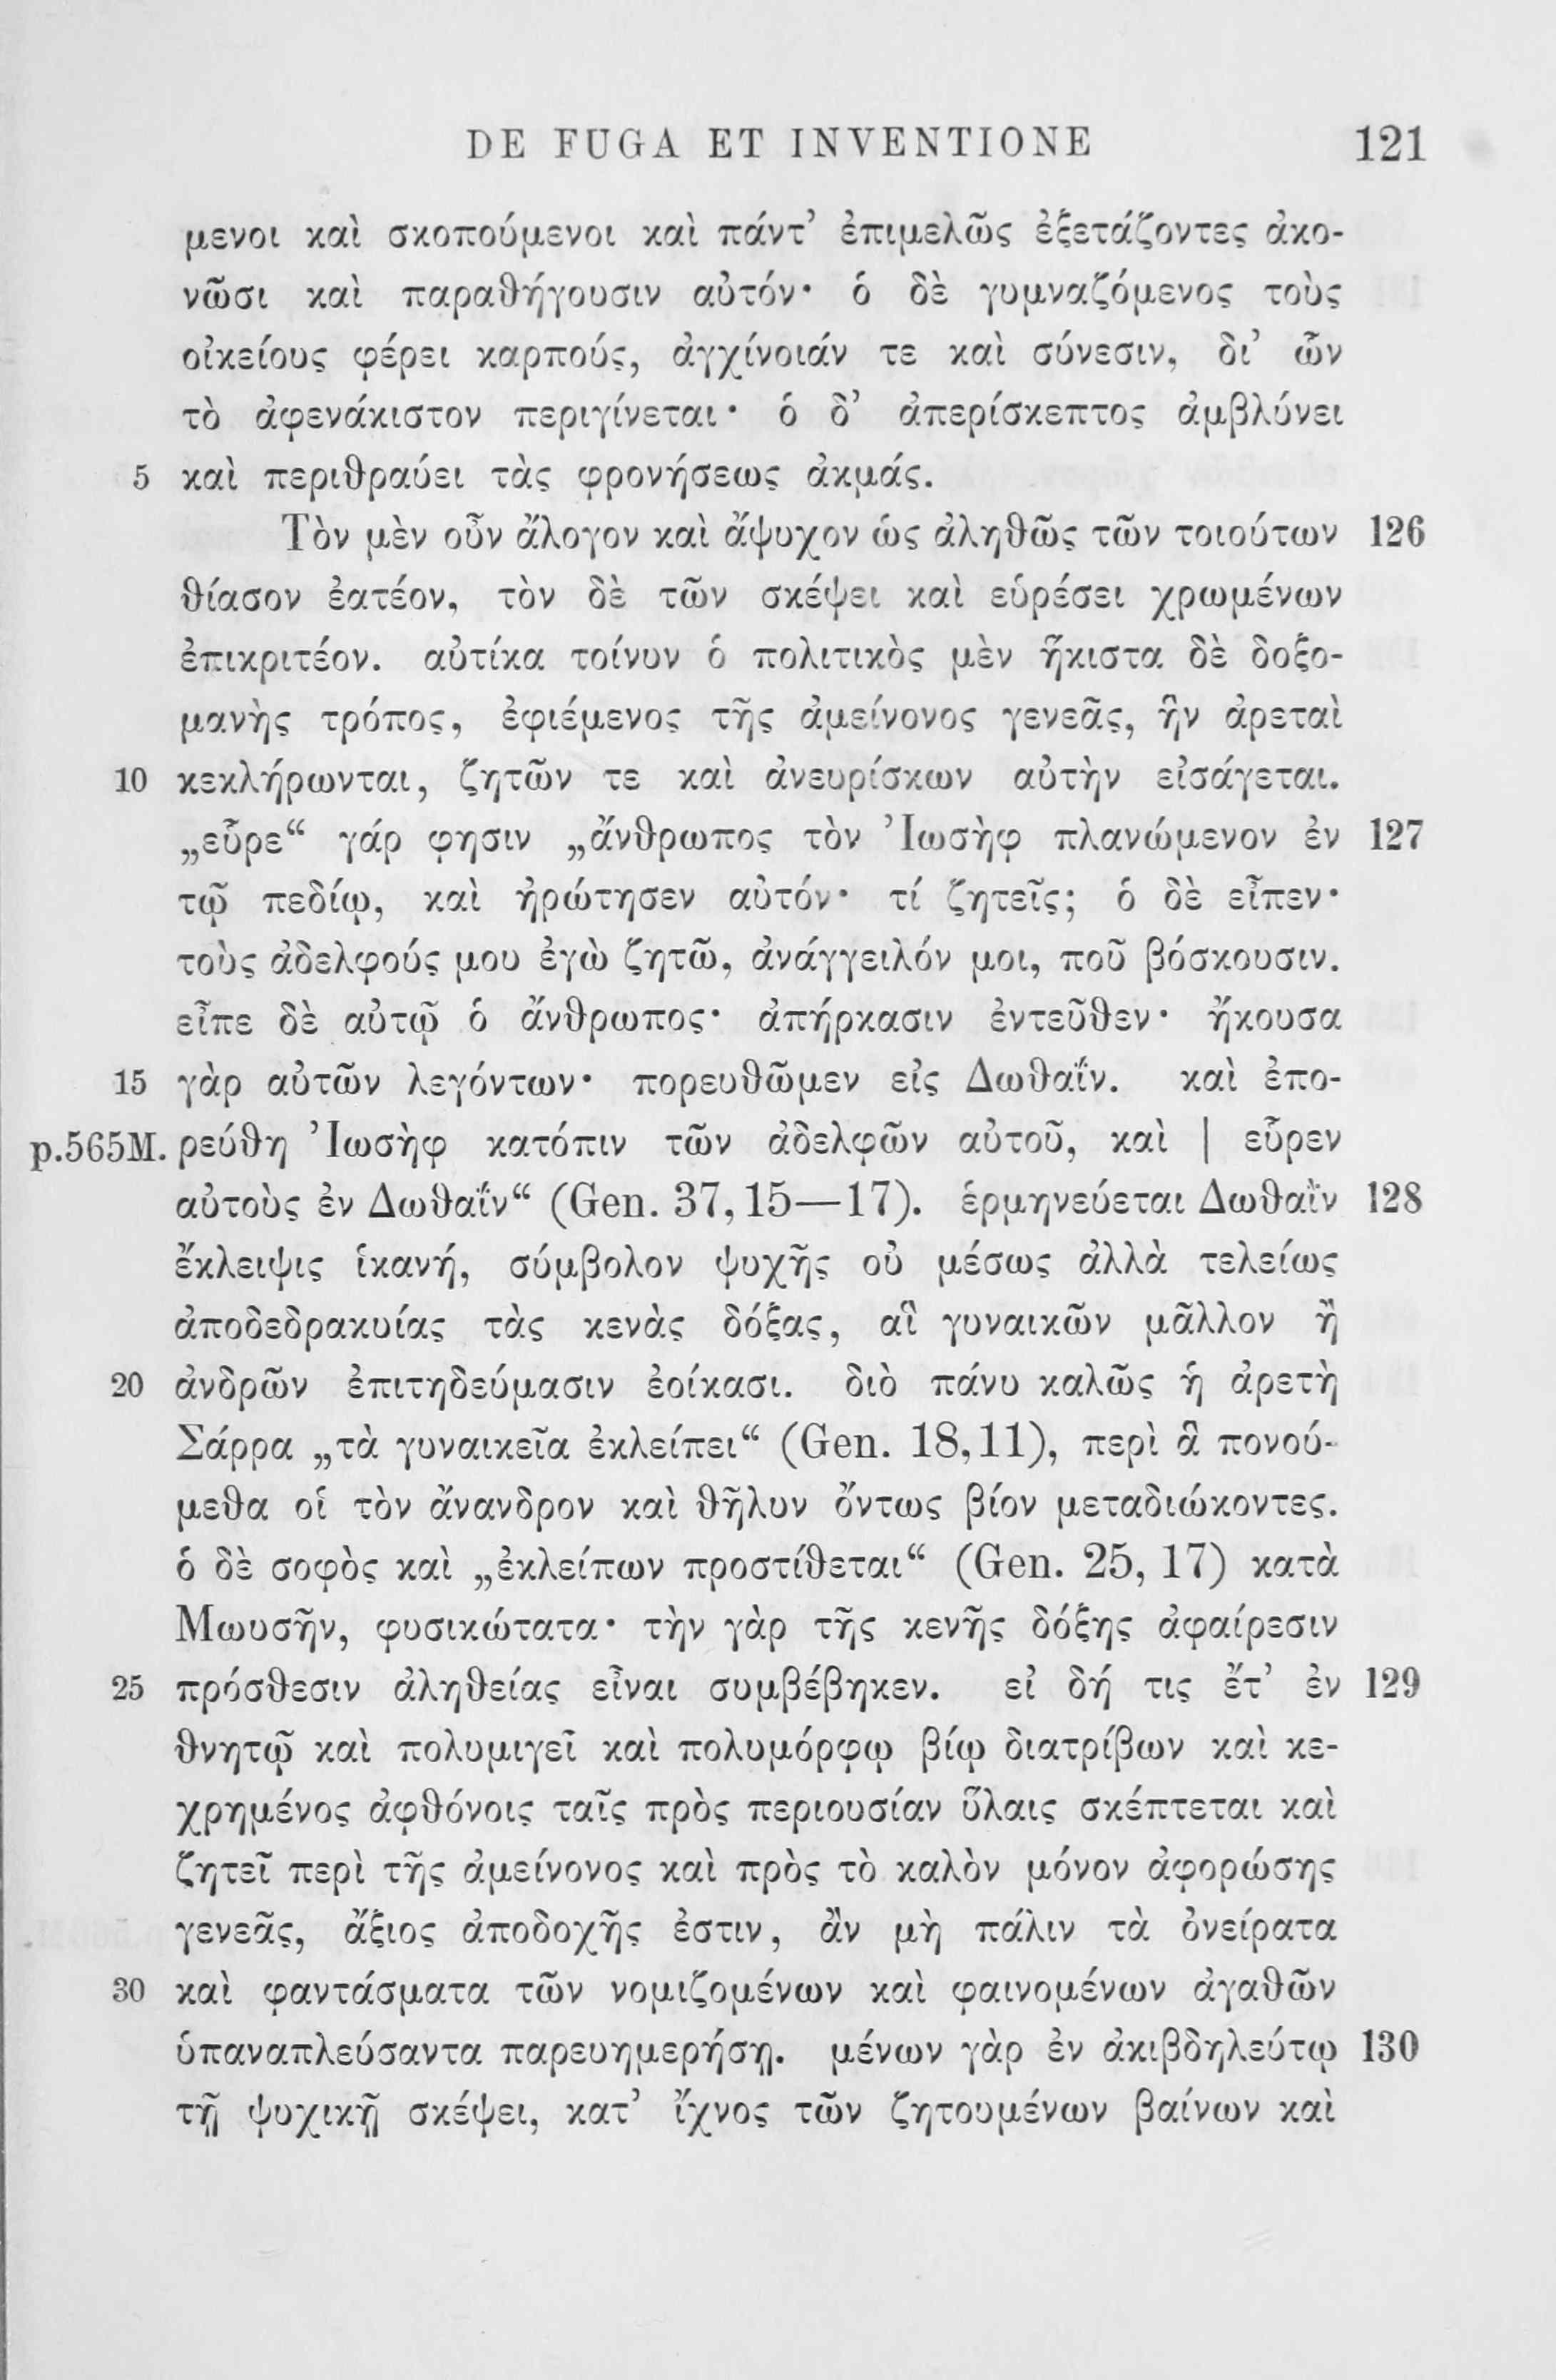 DE FUGA ET INVENTIONE 121
μενοι καὶ σκοπούμενοι καὶ πάντ’ ἐπιμελῶς ἐξετάζοντες ἀκο-
νῶσι καὶ παραθήγουσιν αὐτόν· ὁ δὲ γυμναζόμενος τοὺς
οἰκείους φέρει καρπούς, ἀγχίνοιάν τε καὶ σύνεσιν, δι’ ὧν
τὸ ἀφενάκιστον περιγίνεται· ὁ δ’ ἀπερίσκεπτος ἀμβλύνει
5 καὶ περιθραύει τὰς φρονήσεως ἀκμάς.
Τὸν μὲν οὖν ἄλογον καὶ ἄψυχον ὡς ἀληθῶς τῶν τοιούτων 126
θίασον ἐατέον, τὸν δὲ τῶν σκέψει καὶ εὑρέσει χρωμένων
ἐπικριτέον. αὐτίκα τοίνυν ὁ πολιτικὸς μὲν ἥκιστα δὲ δοξο-
μανὴς τρόπος, ἐφιέμενος τῆς ἀμείνονος γενεᾶς, ἣν ἀρεταὶ
10 κεκλήρωνται, ζητῶν τε καὶ ἀνευρίσκων αὐτὴν εἰσάγεται.
„εὗρε“ γάρ φησιν „ἄνθρωπος τὸν Ἰωσὴφ πλανώμενον ἐν 127
τῷ πεδίῳ, καὶ ἠρώτησεν αὐτόν· τί ζητεῖς; ὁ δὲ εἶπεν·
τοὺς ἀδελφούς μου ἐγὼ ζητῶ, ἀνάγγειλόν μοι, ποῦ βόσκουσιν.
εἶπε δὲ αὐτῷ ὁ ἄνθρωπος· ἀπήρκασιν ἐντεῦθεν· ἤκουσα
15 γὰρ αὐτῶν λεγόντων· πορευθῶμεν εἰς Δωθαΐν. καὶ ἐπο-
p.565M. ρεύθη Ἰωσὴφ κατόπιν τῶν ἀδελφῶν αὐτοῦ, καὶ | εὗρεν
αὐτοὺς ἐν Δωθαΐν“ (Gen. 37,15—17). ἑρμηνεύεται Δωθαῒν 128
ἔκλειψις ἱκανή, σύμβολον ψυχῆς οὐ μέσως ἀλλὰ τελείως
ἀποδεδρακυίας τὰς κενὰς δόξας, αἳ γυναικῶν μᾶλλον ἢ
20 ἀνδρῶν ἐπιτηδεύμασιν ἐοίκασι. διὸ πάνυ καλῶς ἡ ἀρετὴ
Σάρρα „τὰ γυναικεῖα ἐκλείπει“ (Gen. 18,11), περὶ ἃ πονού-
μεθα οἱ τὸν ἄνανδρον καὶ θῆλυν ὄντως βίον μεταδιώκοντες.
ὁ δὲ σοφὸς καὶ „ἐκλείπων προστίθεται“ (Gen. 25, 17) κατὰ
Μωυσῆν, φυσικώτατα· τὴν γὰρ τῆς κενῆς δόξης ἀφαίρεσιν
25 πρόσθεσιν ἀληθείας εἶναι συμβέβηκεν. εἰ δή τις ἔτ’ ἐν 129
θνητῷ καὶ πολυμιγεῖ καὶ πολυμόρφῳ βίῳ διατρίβων καὶ κε-
χρημένος ἀφθόνοις ταῖς πρὸς περιουσίαν ὕλαις σκέπτεται καὶ
ζητεῖ περὶ τῆς ἀμείνονος καὶ πρὸς τὸ καλὸν μόνον ἀφορώσης
γενεᾶς, ἄξιος ἀποδοχῆς ἐστιν, ἂν μὴ πάλιν τὰ ὀνείρατα
30 καὶ φαντάσματα τῶν νομιζομένων καὶ φαινομένων ἀγαθῶν
ὑπαναπλεύσαντα παρευημερήσῃ. μένων γὰρ ἐν ἀκιβδηλεύτῳ 130
τῇ ψυχικῇ σκέψει, κατ’ ἴχνος τῶν ζητουμένων βαίνων καὶ